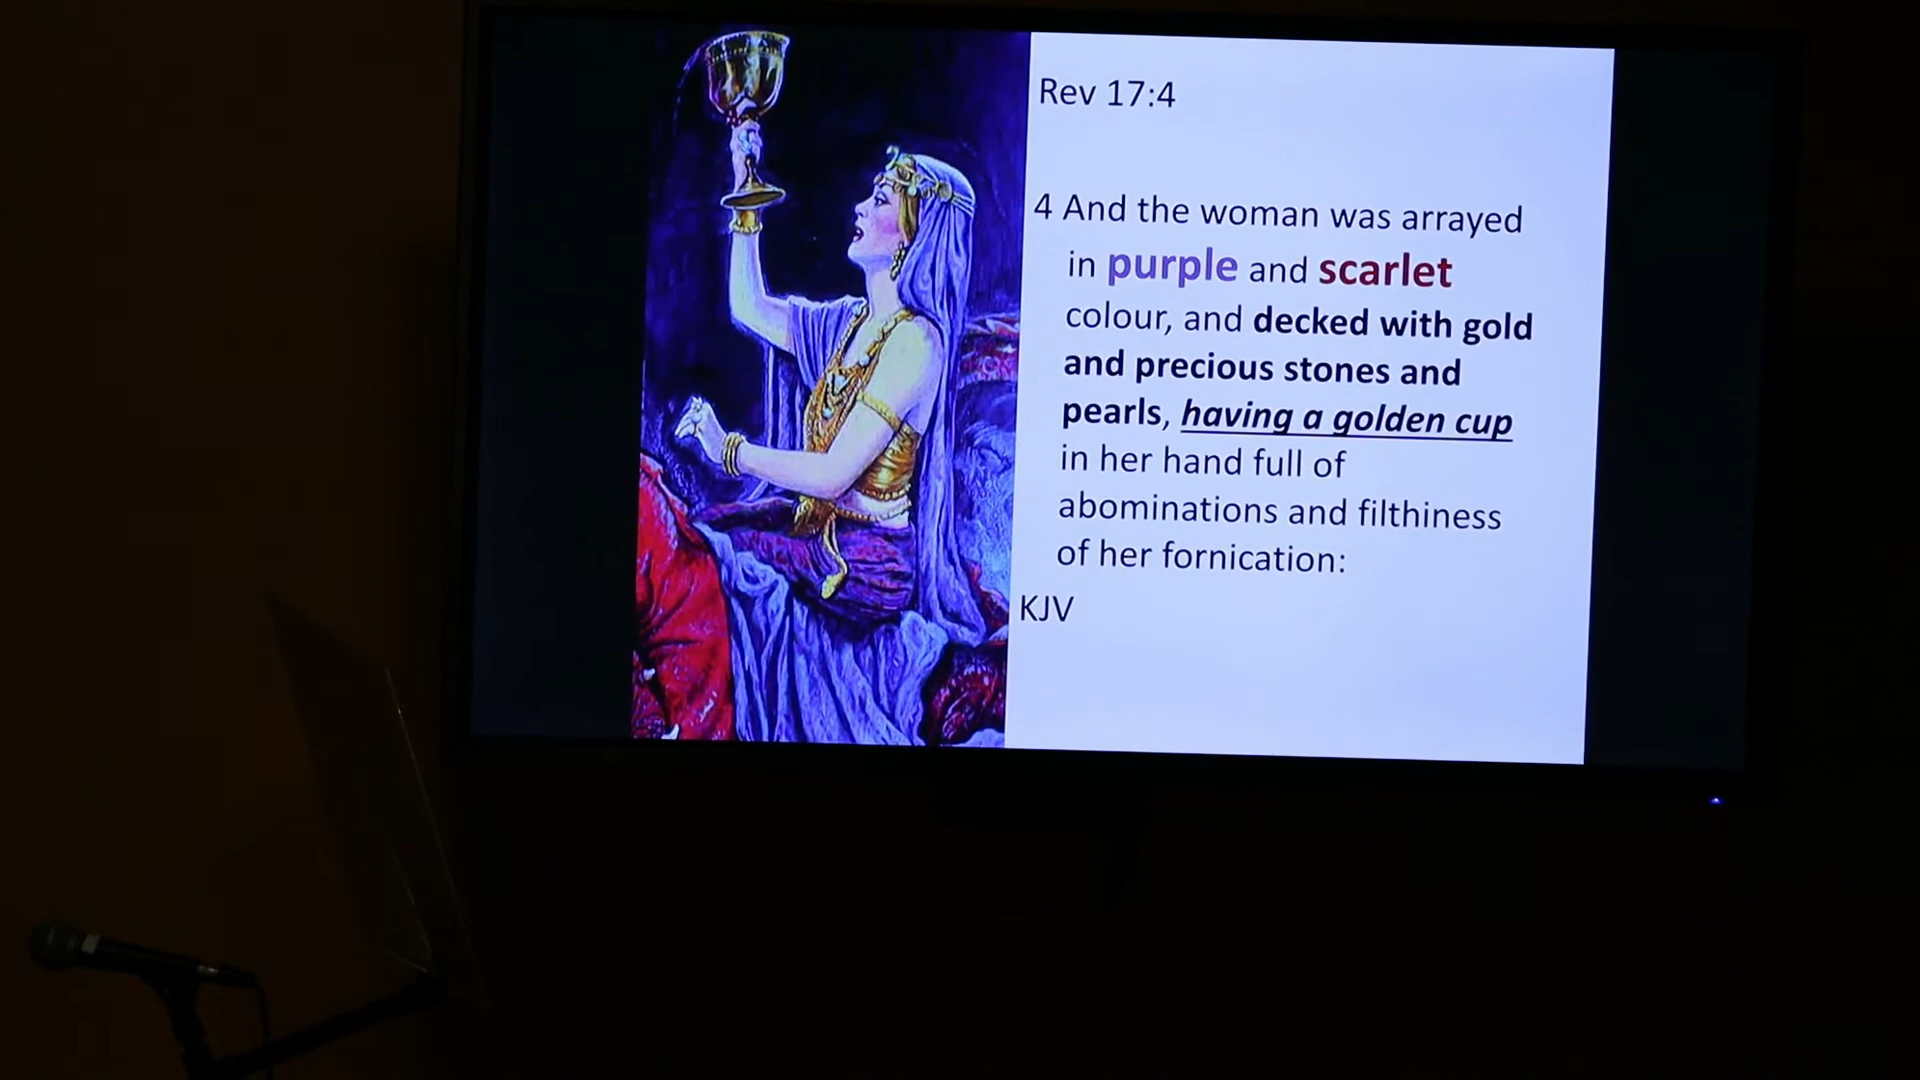 Rev 17:4
4 And the woman was arrayed
in purple and scarlet
colour, and decked with gold
and precious stones and
pearls, having a golden cup
in her hand full of
abominations and filthiness
of her fornication:
KJV